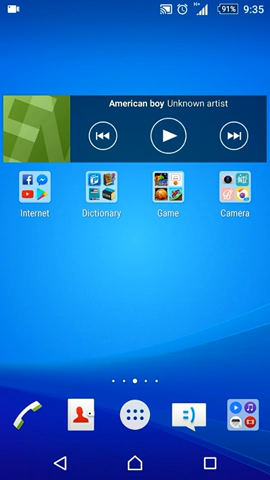 H+ 91% 9:35
American boy Unknown artist
Internet Dictionary Game Camera
:)